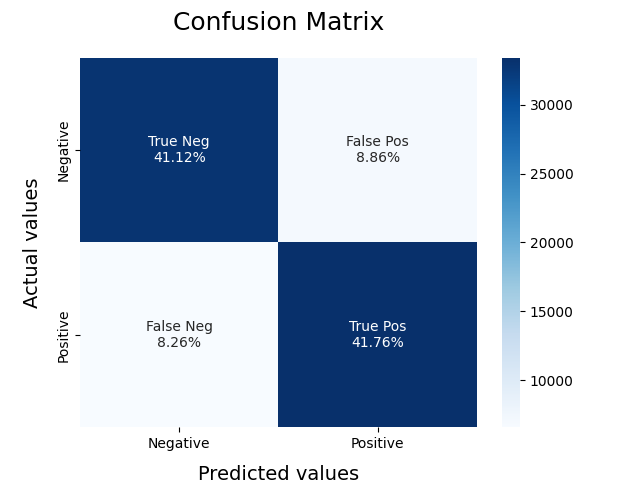 Confusion Matrix
Actual values
Negative
Positive
True Neg
41.12%
False Pos
8.86%
False Neg
8.26%
True Pos
41.76%
Negative
Positive
Predicted values
30000
25000
20000
15000
10000